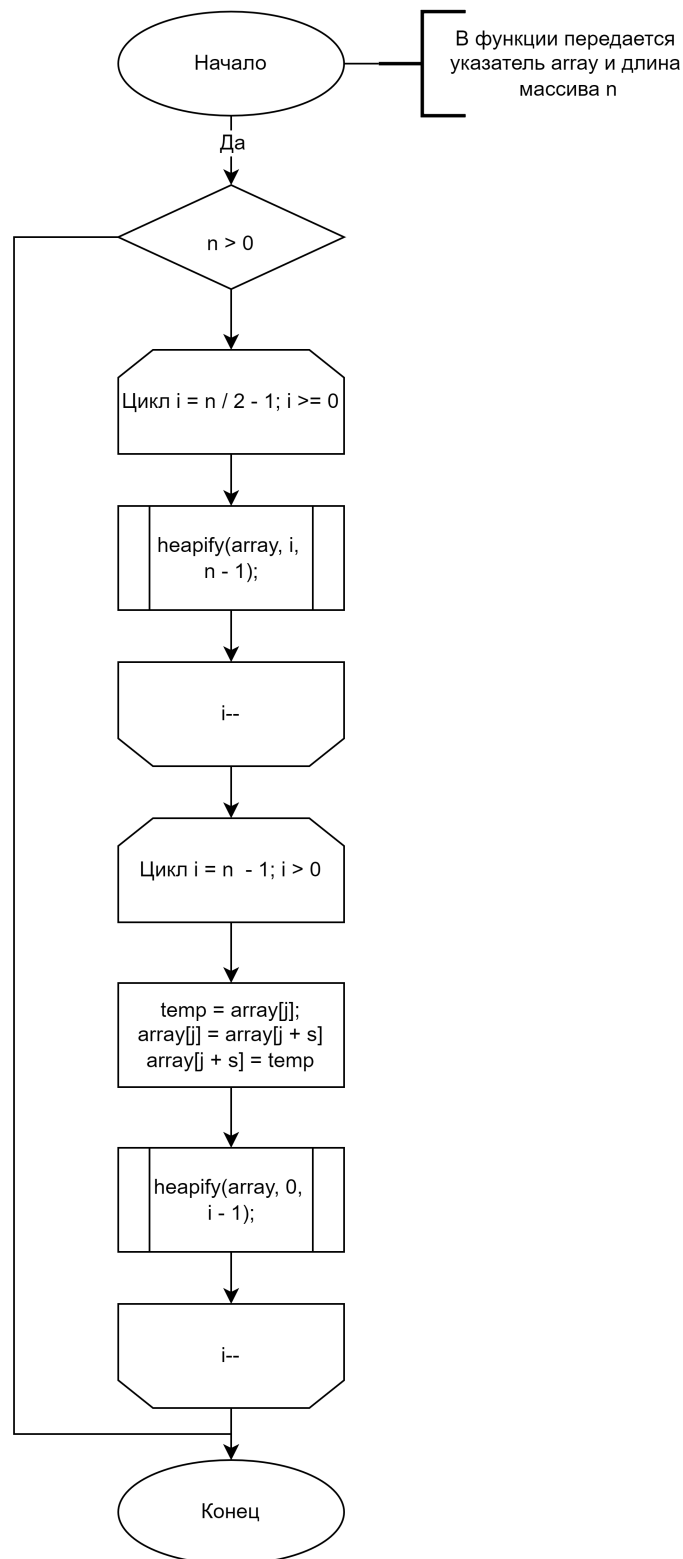 Начало
В функции передается
указатель array и длина
массива n
Да
n > 0
Цикл i = n / 2 - 1; i >= 0
heapify(array, i,
n - 1);
i--
Цикл i = n  - 1; i > 0
temp = array[j];
array[j] = array[j + s]
array[j + s] = temp
heapify(array, 0,
i - 1);
i--
Конец